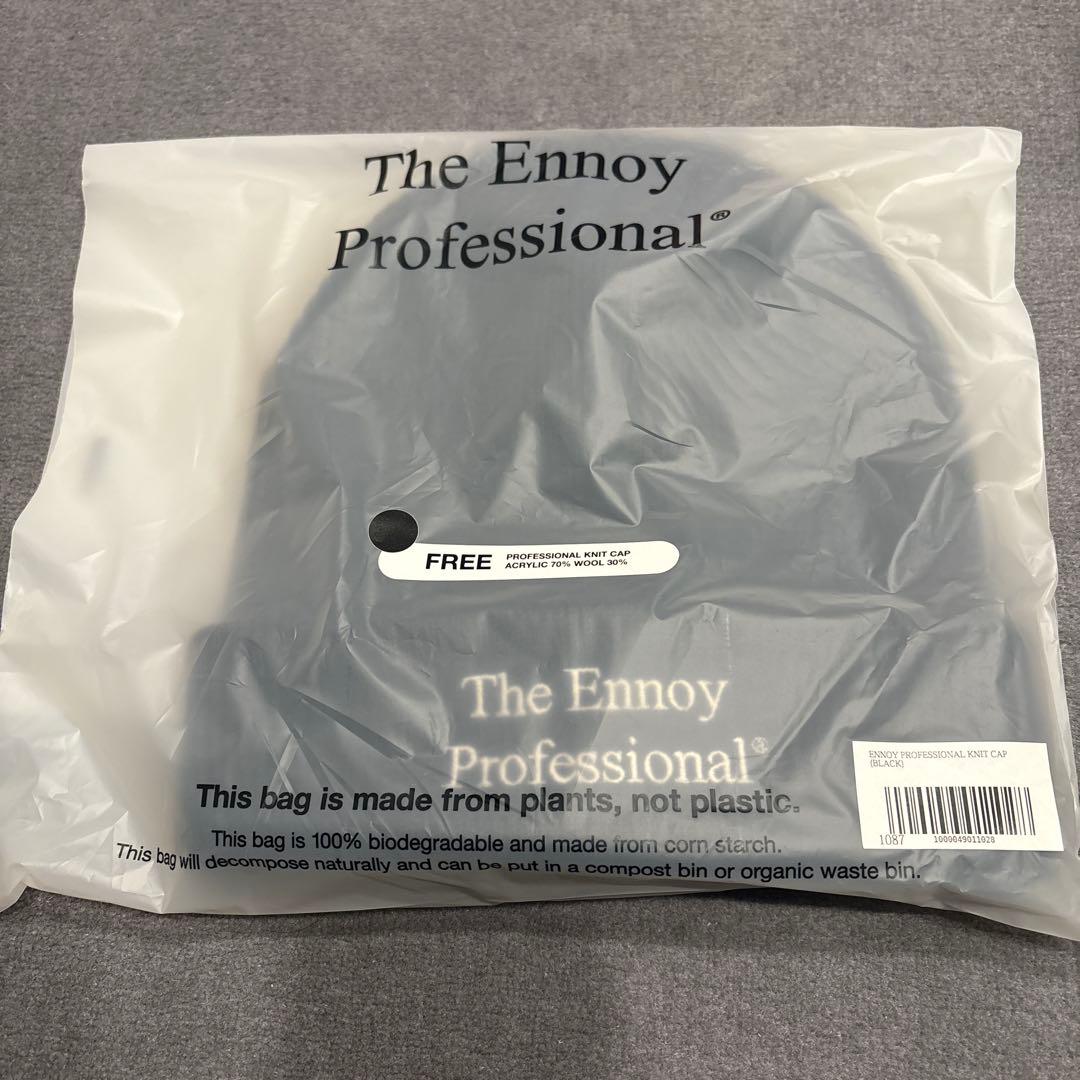 The Ennoy
Professional®
FREE PROFESSIONAL KNIT CAP
ACRYLIC 70% WOOL 30%
The Ennoy
Professional®
ENNOY PROFESSIONAL KNIT CAP
(BLACK)
1087 1000049011028
This bag is made from plants, not plastic.
This bag is 100% biodegradable and made from corn starch.
This bag will decompose naturally and can be put in a compost bin or organic waste bin.